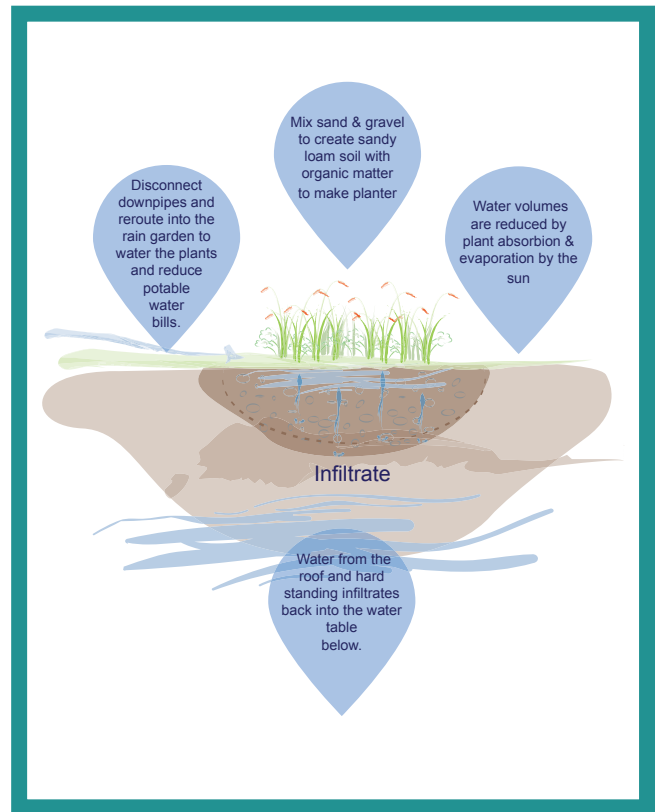 Mix sand & gravel
to create sandy
loam soil with
organic matter
to make planter
Disconnect
downpipes and
reroute into the
rain garden to
water the plants
and reduce
potable
water
bills.
Water volumes
are reduced by
plant absorbion &
evaporation by the
sun
Infiltrate
Water from the
roof and hard
standing infiltrates
back into the water
table
below.